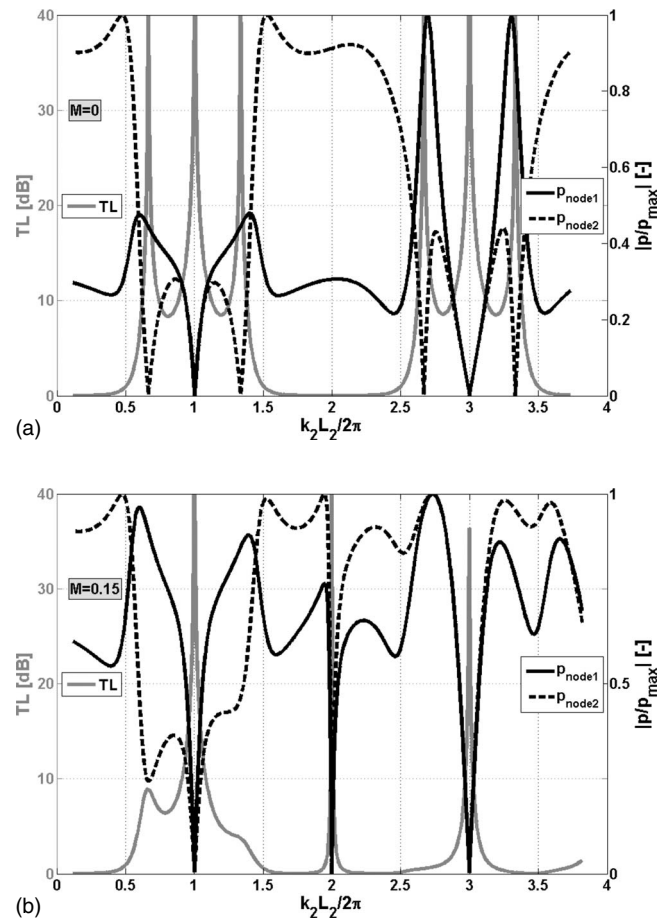 40
30
20
10
0
TL [dB]
M=0
TL
p_node1
p_node2
1
0.8
0.6
0.4
0.2
0
|p/p_max| [-]
0 0.5 1 1.5 2 2.5 3 3.5 4
k_2L_2/2π
(a)
40
30
20
10
0
TL [dB]
M=0.15
TL
p_node1
p_node2
1
0.5
0
|p/p_max| [-]
0 0.5 1 1.5 2 2.5 3 3.5 4
k_2L_2/2π
(b)